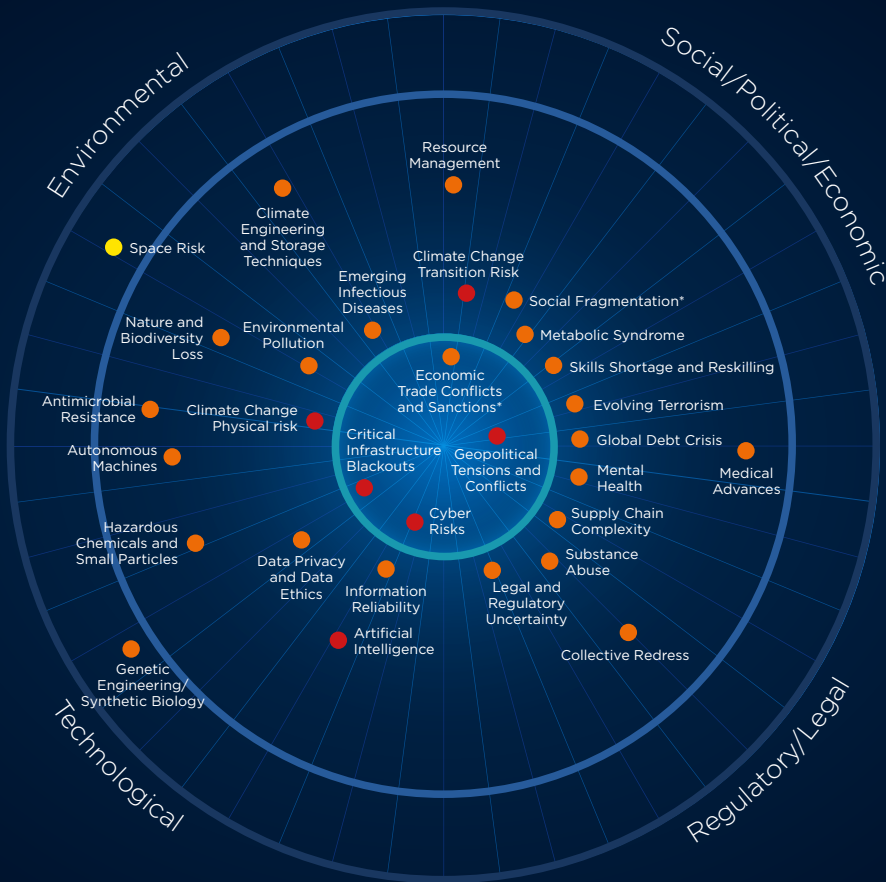 Environmental
Social/Political/Economic
Resource
Management
Climate
Engineering
and Storage
Techniques
Space Risk
Climate Change
Transition Risk
Emerging
Infectious
Diseases
Social Fragmentation*
Nature and
Biodiversity
Loss
Environmental
Pollution
Metabolic Syndrome
Skills Shortage and Reskilling
Economic
Trade Conflicts
and Sanctions*
Antimicrobial
Resistance
Climate Change
Physical risk
Evolving Terrorism
Critical
Infrastructure
Blackouts
Geopolitical
Tensions and
Conflicts
Global Debt Crisis
Autonomous
Machines
Mental
Health
Medical
Advances
Cyber
Risks
Supply Chain
Complexity
Hazardous
Chemicals and
Small Particles
Data Privacy
and Data
Ethics
Substance
Abuse
Information
Reliability
Legal and
Regulatory
Uncertainty
Artificial
Intelligence
Collective Redress
Genetic
Engineering/
Synthetic Biology
Technological
Regulatory/Legal